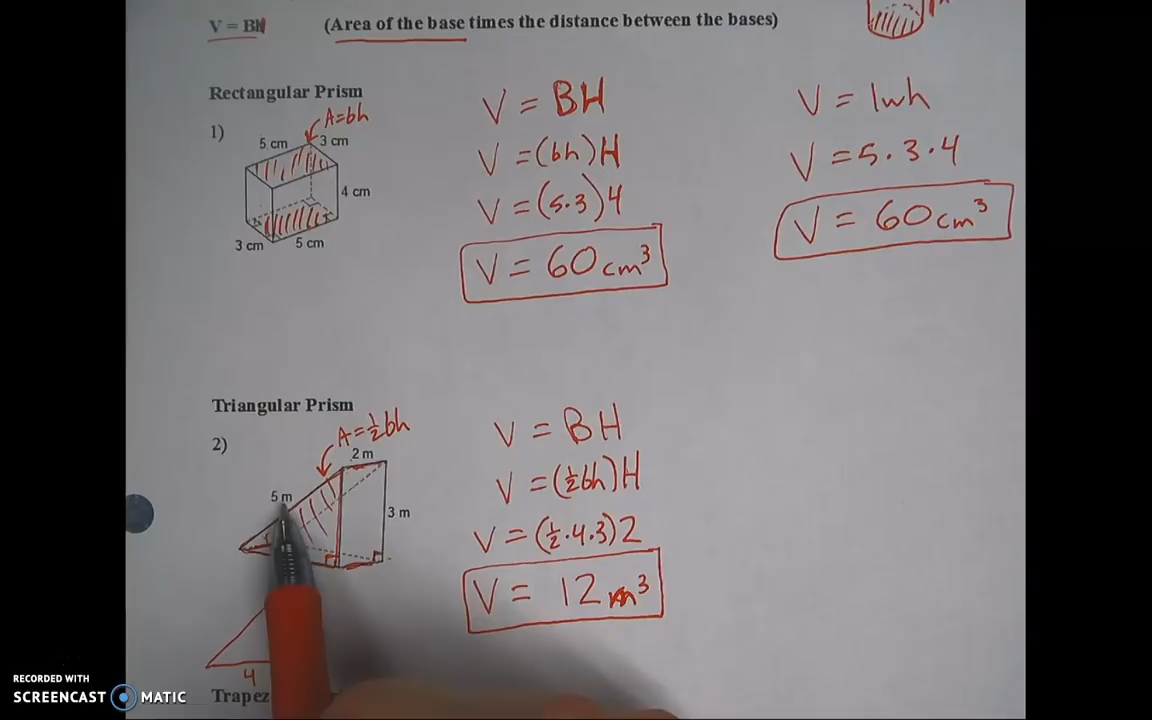 V = BH (Area of the base times the distance between the bases)
Rectangular Prism
1)
A=bh
5 cm
3 cm
4 cm
3 cm
5 cm
V = BH
V = (bh)H
V = (5·3)4
V = 60cm³
V = lwh
V = 5·3·4
V = 60cm³
Triangular Prism
2)
A=½bh
2 m
5 m
3 m
4
V = BH
V = (½bh)H
V = (½·4·3)2
V = 12m³
RECORDED WITH
SCREENCAST MATIC